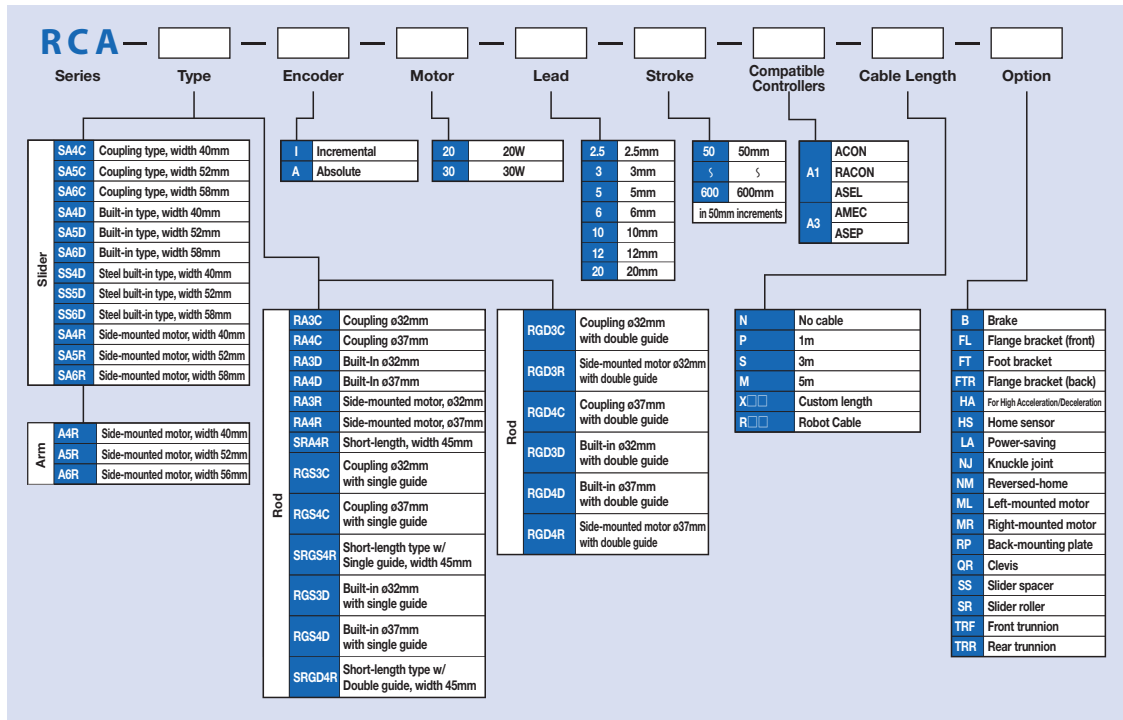 RCA
Series Type Encoder Motor Lead Stroke Compatible Controllers Cable Length Option
Slider
SA4C Coupling type, width 40mm
SA5C Coupling type, width 52mm
SA6C Coupling type, width 58mm
SA4D Built-in type, width 40mm
SA5D Built-in type, width 52mm
SA6D Built-in type, width 58mm
SS4D Steel built-in type, width 40mm
SS5D Steel built-in type, width 52mm
SS6D Steel built-in type, width 58mm
SA4R Side-mounted motor, width 40mm
SA5R Side-mounted motor, width 52mm
SA6R Side-mounted motor, width 58mm
Arm
A4R Side-mounted motor, width 40mm
A5R Side-mounted motor, width 52mm
A6R Side-mounted motor, width 56mm
I Incremental
A Absolute
20 20W
30 30W
2.5 2.5mm
3 3mm
5 5mm
6 6mm
10 10mm
12 12mm
20 20mm
50 50mm
〜 〜
600 600mm
in 50mm increments
A1
ACON
RACON
ASEL
A3
AMEC
ASEP
Rod
RA3C Coupling ø32mm
RA4C Coupling ø37mm
RA3D Built-In ø32mm
RA4D Built-In ø37mm
RA3R Side-mounted motor, ø32mm
RA4R Side-mounted motor, ø37mm
SRA4R Short-length, width 45mm
RGS3C Coupling ø32mm
with single guide
RGS4C Coupling ø37mm
with single guide
SRGS4R Short-length type w/
Single guide, width 45mm
RGS3D Built-in ø32mm
with single guide
RGS4D Built-in ø37mm
with single guide
SRGD4R Short-length type w/
Double guide, width 45mm
Rod
RGD3C Coupling ø32mm
with double guide
RGD3R Side-mounted motor ø32mm
with double guide
RGD4C Coupling ø37mm
with double guide
RGD3D Built-in ø32mm
with double guide
RGD4D Built-in ø37mm
with double guide
RGD4R Side-mounted motor ø37mm
with double guide
N No cable
P 1m
S 3m
M 5m
X□□ Custom length
R□□ Robot Cable
B Brake
FL Flange bracket (front)
FT Foot bracket
FTR Flange bracket (back)
HA For High Acceleration/Deceleration
HS Home sensor
LA Power-saving
NJ Knuckle joint
NM Reversed-home
ML Left-mounted motor
MR Right-mounted motor
RP Back-mounting plate
QR Clevis
SS Slider spacer
SR Slider roller
TRF Front trunnion
TRR Rear trunnion